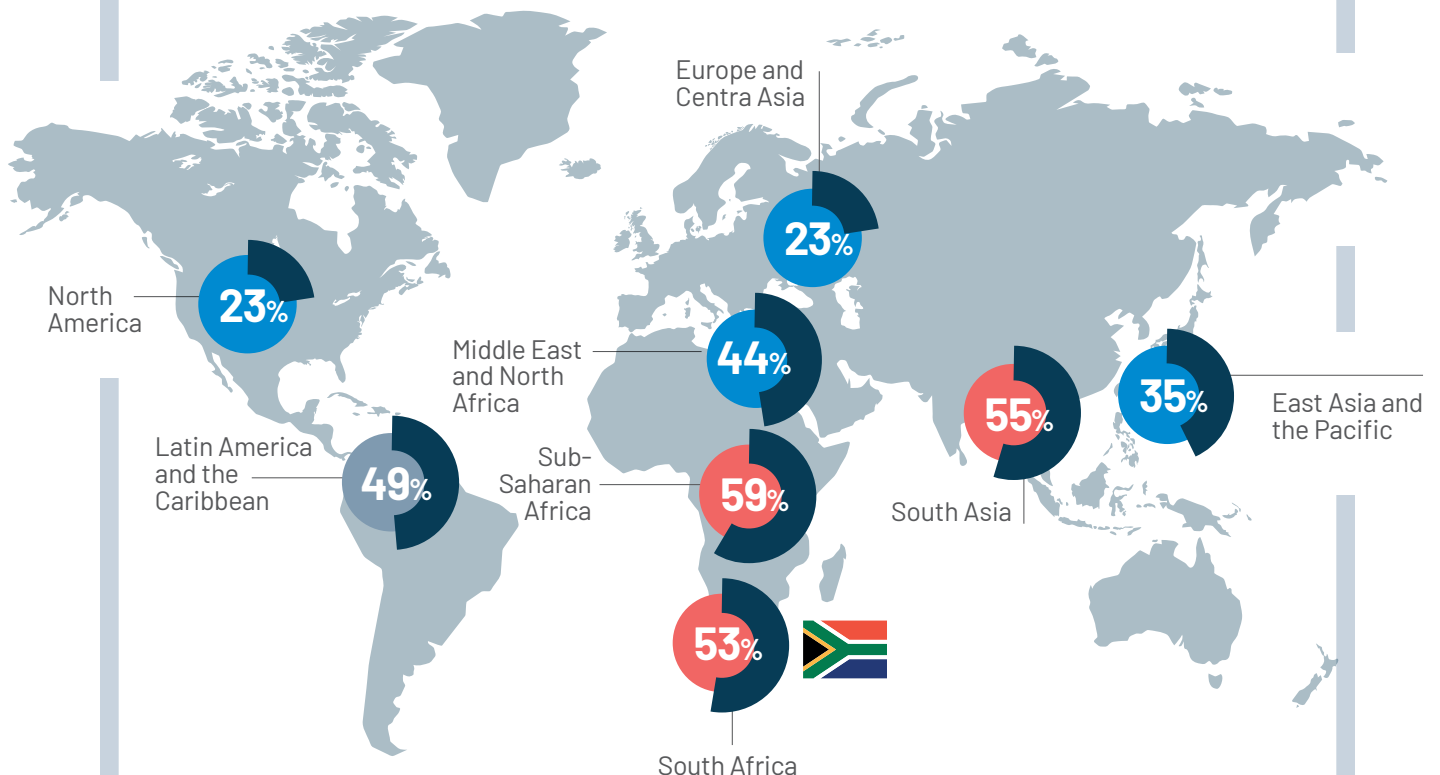 Europe and
Centra Asia
23%
North
America
23%
Middle East
and North
Africa
44%
55%
35%
East Asia and
the Pacific
Latin America
and the
Caribbean
49%
Sub-
Saharan
Africa
59%
South Asia
53%
South Africa